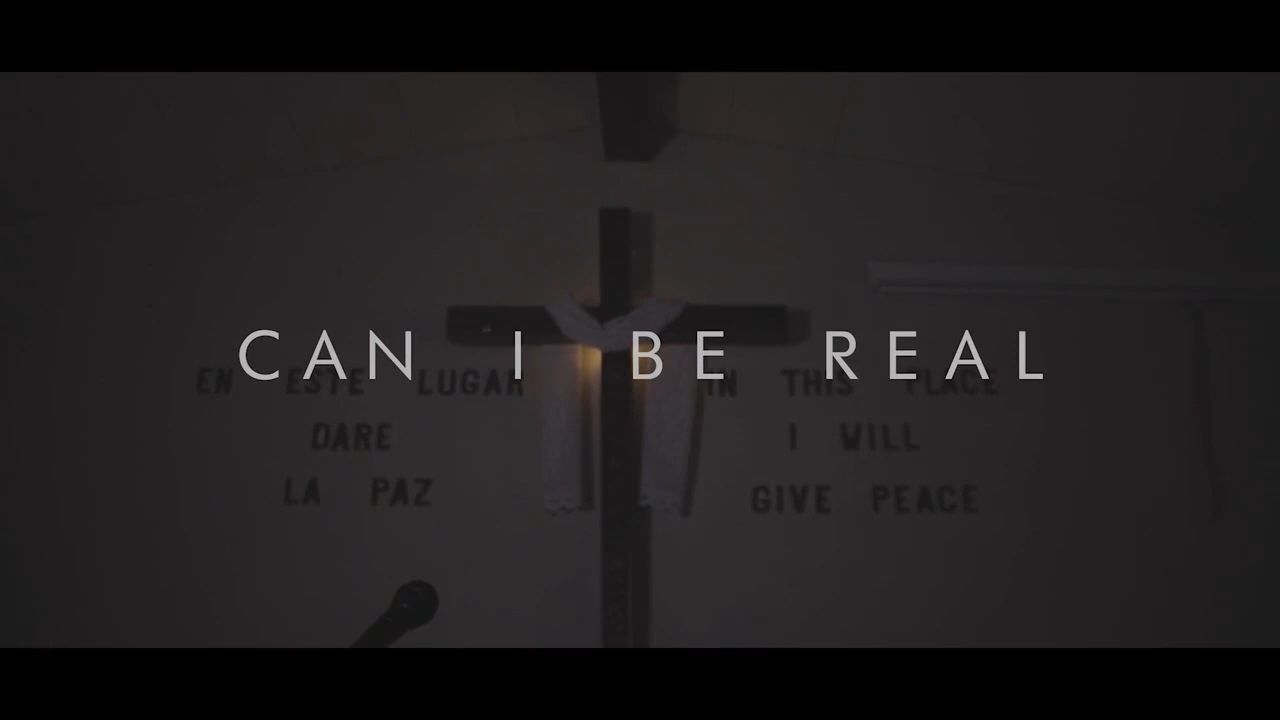 CAN I BE REAL
EN ESTE LUGAR
DARE
LA PAZ
IN THIS PLACE
I WILL
GIVE PEACE